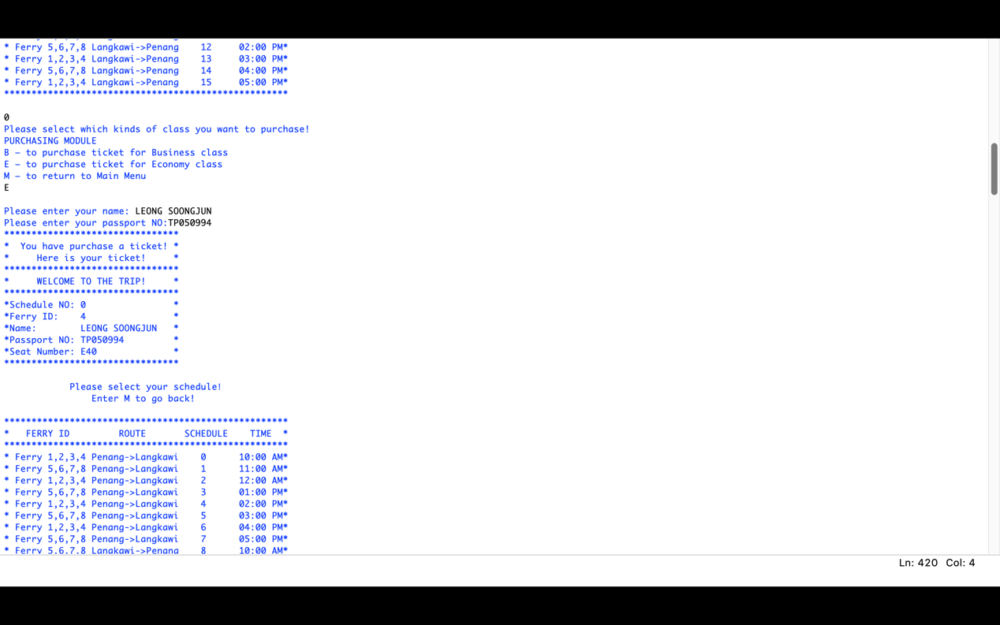 * Ferry 5,6,7,8 Langkawi->Penang    12     02:00 PM*
* Ferry 1,2,3,4 Langkawi->Penang    13     03:00 PM*
* Ferry 5,6,7,8 Langkawi->Penang    14     04:00 PM*
* Ferry 1,2,3,4 Langkawi->Penang    15     05:00 PM*
****************************************************
0
Please select which kinds of class you want to purchase!
PURCHASING MODULE
B – to purchase ticket for Business class
E – to purchase ticket for Economy class
M – to return to Main Menu
E
Please enter your name: LEONG SOONGJUN
Please enter your passport NO:TP050994
********************************
*  You have purchase a ticket! *
*     Here is your ticket!     *
********************************
*     WELCOME TO THE TRIP!     *
********************************
*Schedule NO: 0                *
*Ferry ID:    4                *
*Name:        LEONG SOONGJUN   *
*Passport NO: TP050994         *
*Seat Number: E40              *
********************************
Please select your schedule!
Enter M to go back!
****************************************************
*   FERRY ID         ROUTE       SCHEDULE    TIME  *
****************************************************
* Ferry 1,2,3,4 Penang->Langkawi    0      10:00 AM*
* Ferry 5,6,7,8 Penang->Langkawi    1      11:00 AM*
* Ferry 1,2,3,4 Penang->Langkawi    2      12:00 AM*
* Ferry 5,6,7,8 Penang->Langkawi    3      01:00 PM*
* Ferry 1,2,3,4 Penang->Langkawi    4      02:00 PM*
* Ferry 5,6,7,8 Penang->Langkawi    5      03:00 PM*
* Ferry 1,2,3,4 Penang->Langkawi    6      04:00 PM*
* Ferry 5,6,7,8 Penang->Langkawi    7      05:00 PM*
* Ferry 5,6,7,8 Langkawi->Penang    8      10:00 AM*
Ln: 420  Col: 4